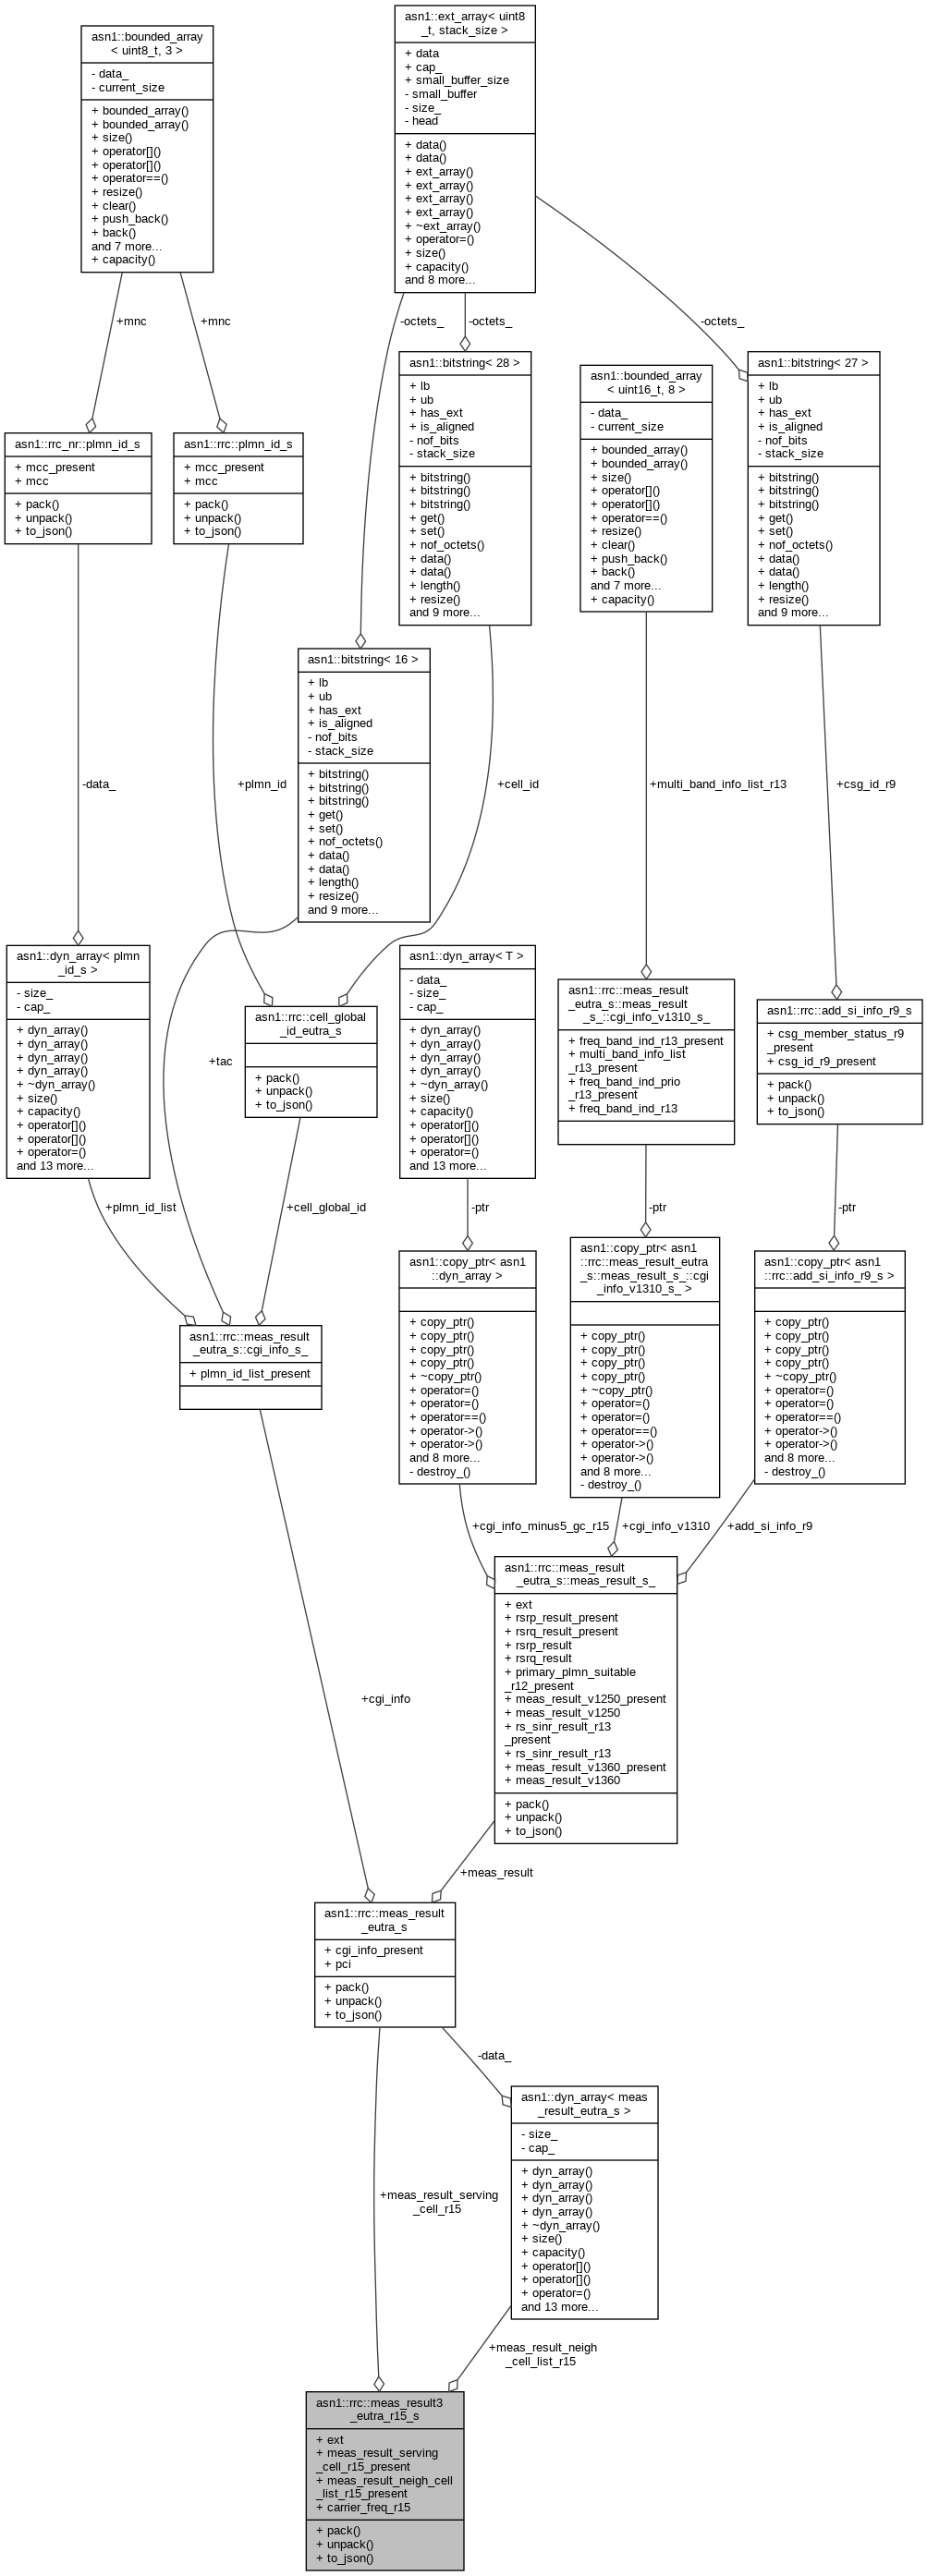 asn1::bounded_array
< uint8_t, 3 >
- data_
- current_size
+ bounded_array()
+ bounded_array()
+ size()
+ operator[]()
+ operator[]()
+ operator==()
+ resize()
+ clear()
+ push_back()
+ back()
and 7 more...
+ capacity()
asn1::ext_array< uint8
_t, stack_size >
+ data
+ cap_
+ small_buffer_size
- small_buffer
- size_
- head
+ data()
+ data()
+ ext_array()
+ ext_array()
+ ext_array()
+ ext_array()
+ ~ext_array()
+ operator=()
+ size()
+ capacity()
and 8 more...
+mnc
+mnc
-octets_
-octets_
-octets_
asn1::rrc_nr::plmn_id_s
+ mcc_present
+ mcc
+ pack()
+ unpack()
+ to_json()
asn1::rrc::plmn_id_s
+ mcc_present
+ mcc
+ pack()
+ unpack()
+ to_json()
asn1::bitstring< 28 >
+ lb
+ ub
+ has_ext
+ is_aligned
- nof_bits
- stack_size
+ bitstring()
+ bitstring()
+ bitstring()
+ get()
+ set()
+ nof_octets()
+ data()
+ data()
+ length()
+ resize()
and 9 more...
asn1::bounded_array
< uint16_t, 8 >
- data_
- current_size
+ bounded_array()
+ bounded_array()
+ size()
+ operator[]()
+ operator[]()
+ operator==()
+ resize()
+ clear()
+ push_back()
+ back()
and 7 more...
+ capacity()
asn1::bitstring< 27 >
+ lb
+ ub
+ has_ext
+ is_aligned
- nof_bits
- stack_size
+ bitstring()
+ bitstring()
+ bitstring()
+ get()
+ set()
+ nof_octets()
+ data()
+ data()
+ length()
+ resize()
and 9 more...
asn1::bitstring< 16 >
+ lb
+ ub
+ has_ext
+ is_aligned
- nof_bits
- stack_size
+ bitstring()
+ bitstring()
+ bitstring()
+ get()
+ set()
+ nof_octets()
+ data()
+ data()
+ length()
+ resize()
and 9 more...
-data_
+plmn_id
+cell_id
+multi_band_info_list_r13
+csg_id_r9
asn1::dyn_array< plmn
_id_s >
- size_
- cap_
+ dyn_array()
+ dyn_array()
+ dyn_array()
+ dyn_array()
+ ~dyn_array()
+ size()
+ capacity()
+ operator[]()
+ operator[]()
+ operator=()
and 13 more...
+tac
asn1::rrc::cell_global
_id_eutra_s
+ pack()
+ unpack()
+ to_json()
asn1::dyn_array< T >
- data_
- size_
- cap_
+ dyn_array()
+ dyn_array()
+ dyn_array()
+ dyn_array()
+ ~dyn_array()
+ size()
+ capacity()
+ operator[]()
+ operator[]()
+ operator=()
and 13 more...
asn1::rrc::meas_result
_eutra_s::meas_result
_s_::cgi_info_v1310_s_
+ freq_band_ind_r13_present
+ multi_band_info_list
_r13_present
+ freq_band_ind_prio
_r13_present
+ freq_band_ind_r13
asn1::rrc::add_si_info_r9_s
+ csg_member_status_r9
_present
+ csg_id_r9_present
+ pack()
+ unpack()
+ to_json()
+plmn_id_list
+cell_global_id
-ptr
-ptr
-ptr
asn1::rrc::meas_result
_eutra_s::cgi_info_s_
+ plmn_id_list_present
asn1::copy_ptr< asn1
::dyn_array >
+ copy_ptr()
+ copy_ptr()
+ copy_ptr()
+ copy_ptr()
+ ~copy_ptr()
+ operator=()
+ operator=()
+ operator==()
+ operator->()
+ operator->()
and 8 more...
- destroy_()
asn1::copy_ptr< asn1
::rrc::meas_result_eutra
_s::meas_result_s_::cgi
_info_v1310_s_ >
+ copy_ptr()
+ copy_ptr()
+ copy_ptr()
+ copy_ptr()
+ ~copy_ptr()
+ operator=()
+ operator=()
+ operator==()
+ operator->()
+ operator->()
and 8 more...
- destroy_()
asn1::copy_ptr< asn1
::rrc::add_si_info_r9_s >
+ copy_ptr()
+ copy_ptr()
+ copy_ptr()
+ copy_ptr()
+ ~copy_ptr()
+ operator=()
+ operator=()
+ operator==()
+ operator->()
+ operator->()
and 8 more...
- destroy_()
+cgi_info_minus5_gc_r15
+cgi_info_v1310
+add_si_info_r9
asn1::rrc::meas_result
_eutra_s::meas_result_s_
+ ext
+ rsrp_result_present
+ rsrq_result_present
+ rsrp_result
+ rsrq_result
+ primary_plmn_suitable
_r12_present
+ meas_result_v1250_present
+ meas_result_v1250
+ rs_sinr_result_r13
_present
+ rs_sinr_result_r13
+ meas_result_v1360_present
+ meas_result_v1360
+ pack()
+ unpack()
+ to_json()
+cgi_info
+meas_result
asn1::rrc::meas_result
_eutra_s
+ cgi_info_present
+ pci
+ pack()
+ unpack()
+ to_json()
-data_
asn1::dyn_array< meas
_result_eutra_s >
- size_
- cap_
+ dyn_array()
+ dyn_array()
+ dyn_array()
+ dyn_array()
+ ~dyn_array()
+ size()
+ capacity()
+ operator[]()
+ operator[]()
+ operator=()
and 13 more...
+meas_result_serving
_cell_r15
+meas_result_neigh
_cell_list_r15
asn1::rrc::meas_result3
_eutra_r15_s
+ ext
+ meas_result_serving
_cell_r15_present
+ meas_result_neigh_cell
_list_r15_present
+ carrier_freq_r15
+ pack()
+ unpack()
+ to_json()